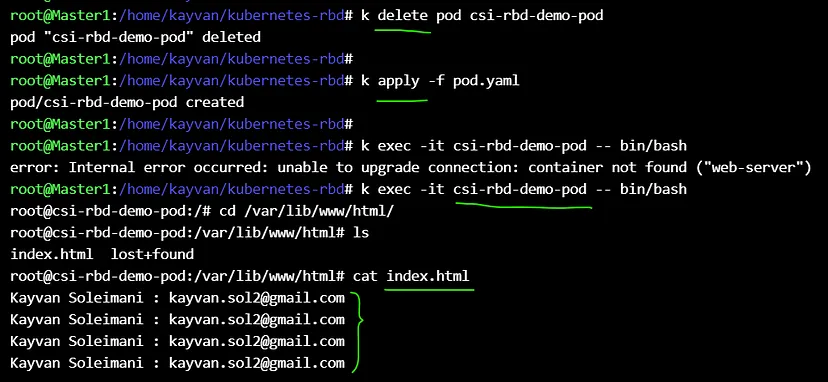 root@Master1:/home/kayvan/kubernetes-rbd# k delete pod csi-rbd-demo-pod
pod "csi-rbd-demo-pod" deleted
root@Master1:/home/kayvan/kubernetes-rbd#
root@Master1:/home/kayvan/kubernetes-rbd# k apply -f pod.yaml
pod/csi-rbd-demo-pod created
root@Master1:/home/kayvan/kubernetes-rbd#
root@Master1:/home/kayvan/kubernetes-rbd# k exec -it csi-rbd-demo-pod -- bin/bash
error: Internal error occurred: unable to upgrade connection: container not found ("web-server")
root@Master1:/home/kayvan/kubernetes-rbd# k exec -it csi-rbd-demo-pod -- bin/bash
root@csi-rbd-demo-pod:/# cd /var/lib/www/html/
root@csi-rbd-demo-pod:/var/lib/www/html# ls
index.html  lost+found
root@csi-rbd-demo-pod:/var/lib/www/html# cat index.html
Kayvan Soleimani : kayvan.sol2@gmail.com
Kayvan Soleimani : kayvan.sol2@gmail.com
Kayvan Soleimani : kayvan.sol2@gmail.com
Kayvan Soleimani : kayvan.sol2@gmail.com